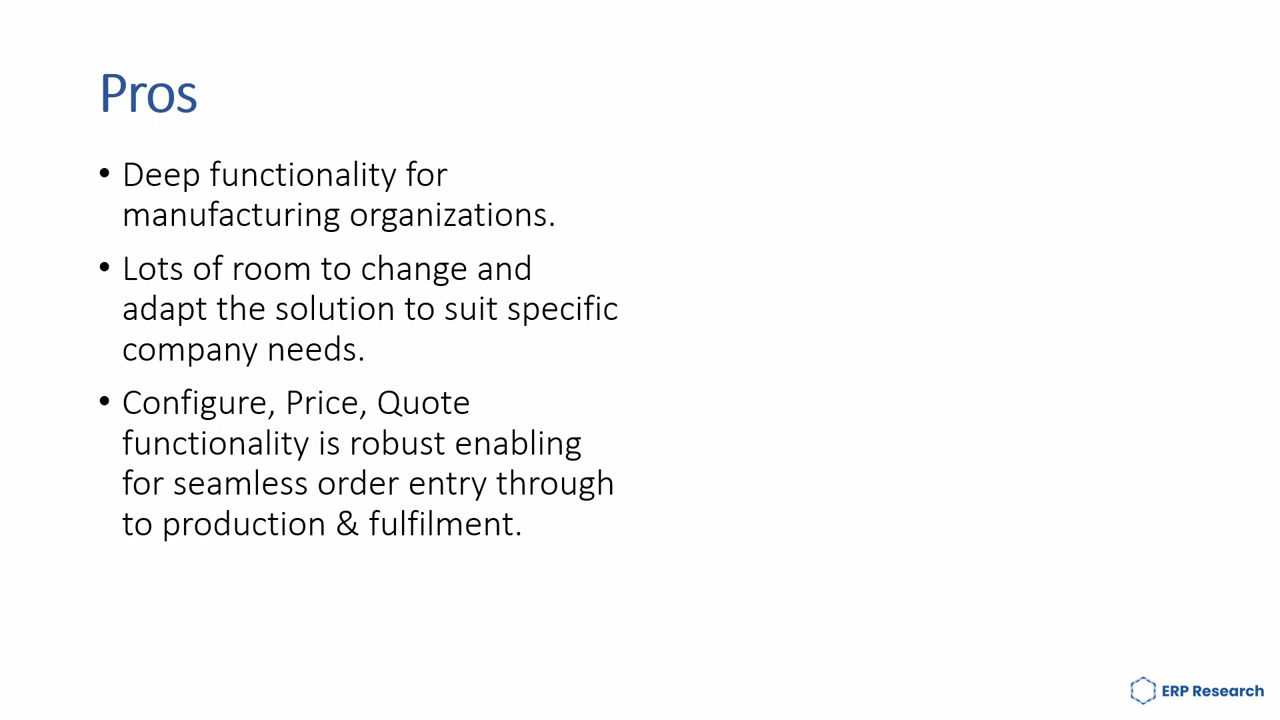 Pros
• Deep functionality for
manufacturing organizations.
• Lots of room to change and
adapt the solution to suit specific
company needs.
• Configure, Price, Quote
functionality is robust enabling
for seamless order entry through
to production & fulfilment.
ERP Research